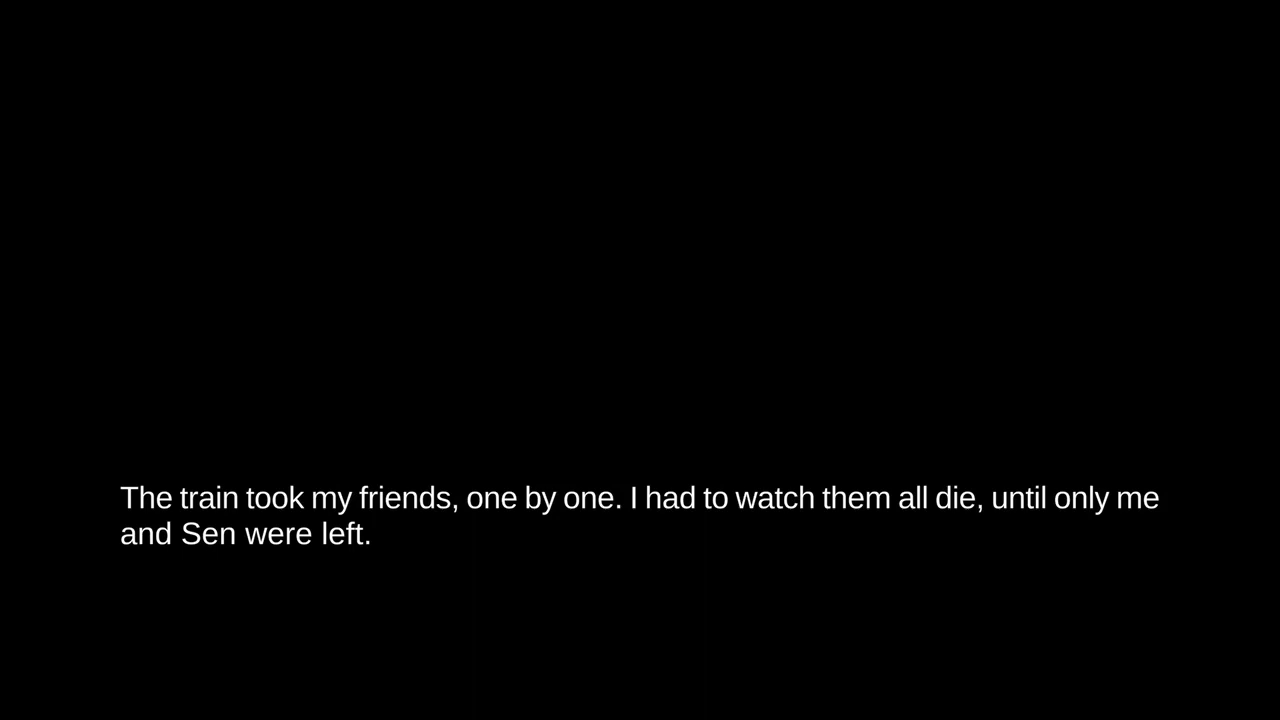 The train took my friends, one by one. I had to watch them all die, until only me
and Sen were left.